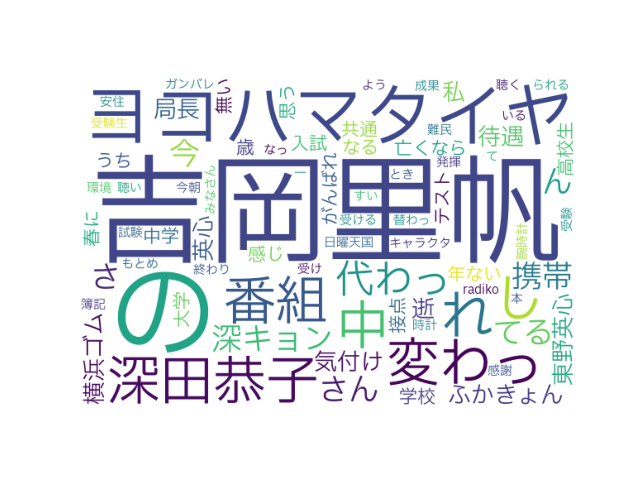 ガンバレ
よう
成果
聴く
られる
安住
局長
無い
思う
私
ヨコハマタイヤ
受験生
今
歳
なっ
入試
共通
なる
難民
亡くなら
待遇
いる
て
高校生
うち
吉岡里帆
がんばれ
発揮
テスト
ん
環境
聴い
今朝
みなさん
ー
とき
すい
春に
試験
中学
英心
受ける
替わっ
受験
日曜天国
キャラクタ
腕時計
さ
もとめ
終わり
感じ
受け
代わっ
年ない
携帯
の
大学
番組
中
radiko
し
簿記
深キョン
接点
逝
れ
本
時計
てる
東野英心
横浜ゴム
深田恭子
気付け
さん
変わっ
感謝
学校
ふかきょん